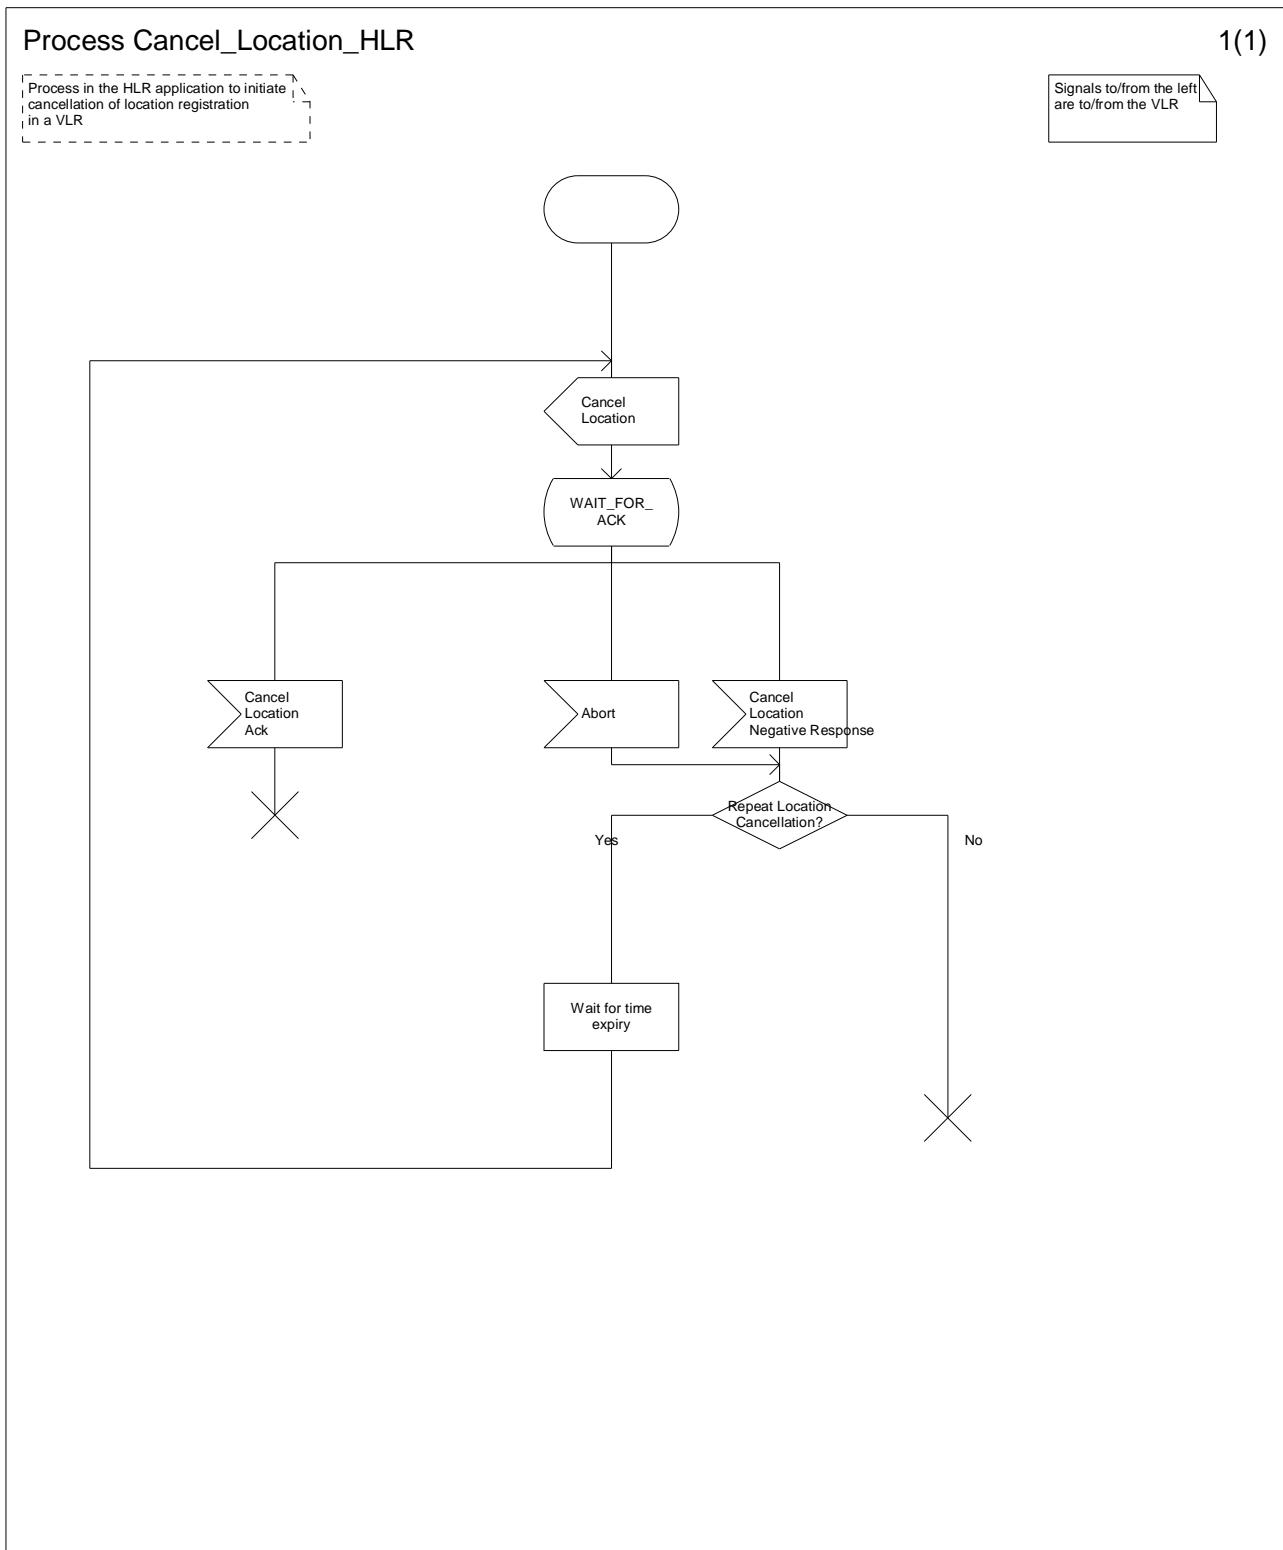 Process Cancel_Location_HLR
1(1)
Process in the HLR application to initiate
cancellation of location registration
in a VLR
Signals to/from the left
are to/from the VLR
Cancel
Location
WAIT_FOR_
ACK
Cancel
Location
Ack
Abort
Cancel
Location
Negative Response
Repeat Location
Cancellation?
Yes
No
Wait for time
expiry